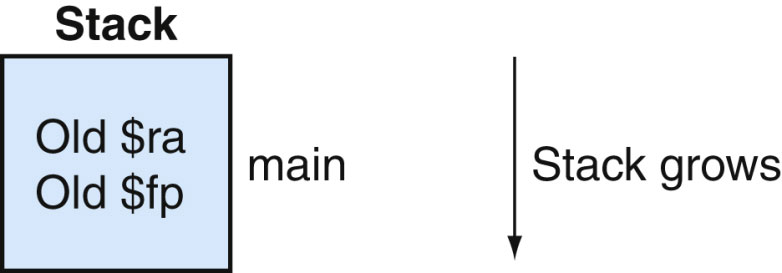 Stack
Old $ra
Old $fp
main
Stack grows